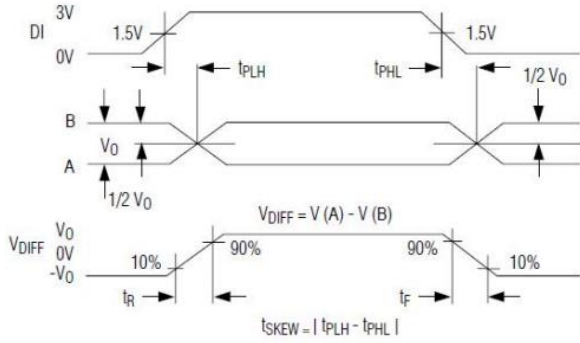 3V
DI 1.5V 1.5V
0V
tPLH tPHL
1/2 VO
B
VO
A
1/2 VO
VDIFF = V (A) - V (B)
VO
VDIFF 0V 90% 90%
10% 10%
-VO
tR tF
tSKEW = | tPLH - tPHL |